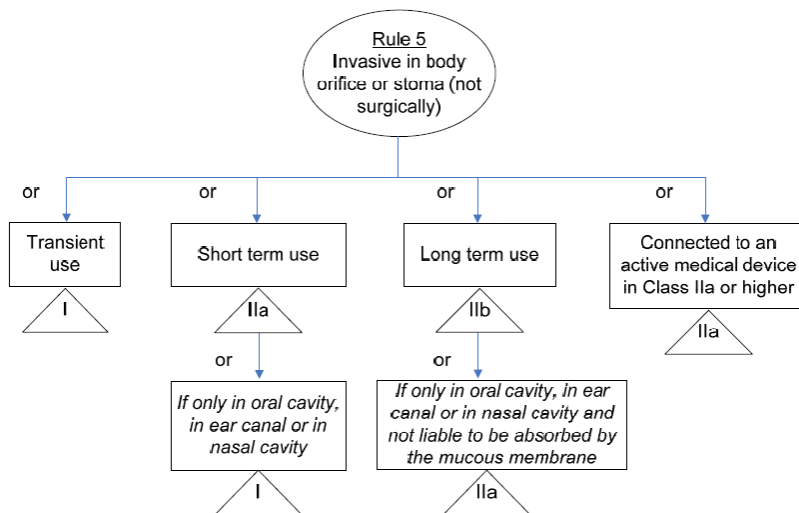 Rule 5
Invasive in body
orifice or stoma (not
surgically)
or
or
or
or
Transient
use
Short term use
Long term use
Connected to an
active medical device
in Class IIa or higher
I
IIa
IIb
IIa
or
or
If only in oral cavity,
in ear canal or in
nasal cavity
If only in oral cavity, in ear
canal or in nasal cavity and
not liable to be absorbed by
the mucous membrane
I
IIa